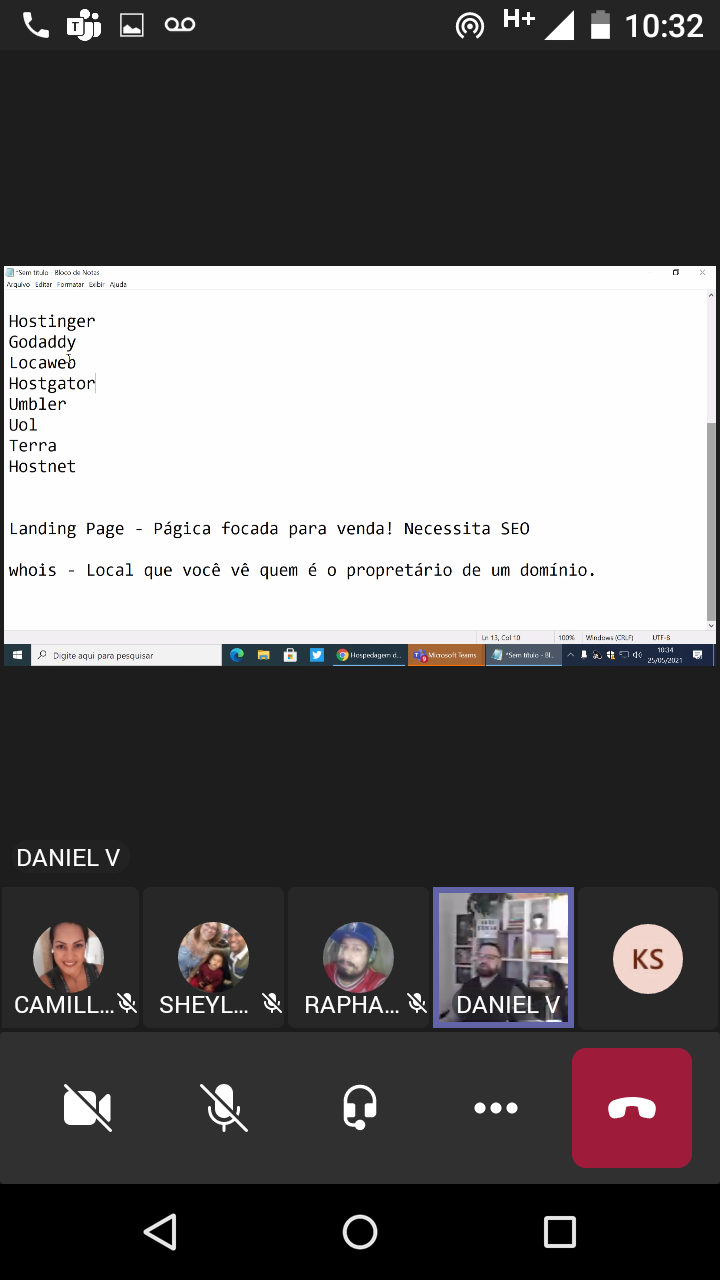 H+ 10:32
*Sem título - Bloco de Notas
Arquivo Editar Formatar Exibir Ajuda
Hostinger
Godaddy
Locaweb
Hostgator
Umbler
Uol
Terra
Hostnet
Landing Page - Págica focada para venda! Necessita SEO
whois - Local que você vê quem é o propretário de um domínio.
Ln 13, Col 10 100% Windows (CRLF) UTF-8
Digite aqui para pesquisar Hospedagem d... Microsoft Teams *Sem título - Bl... 10:34
25/05/2021
DANIEL V
KS
CAMILL... SHEYL... RAPHA... DANIEL V